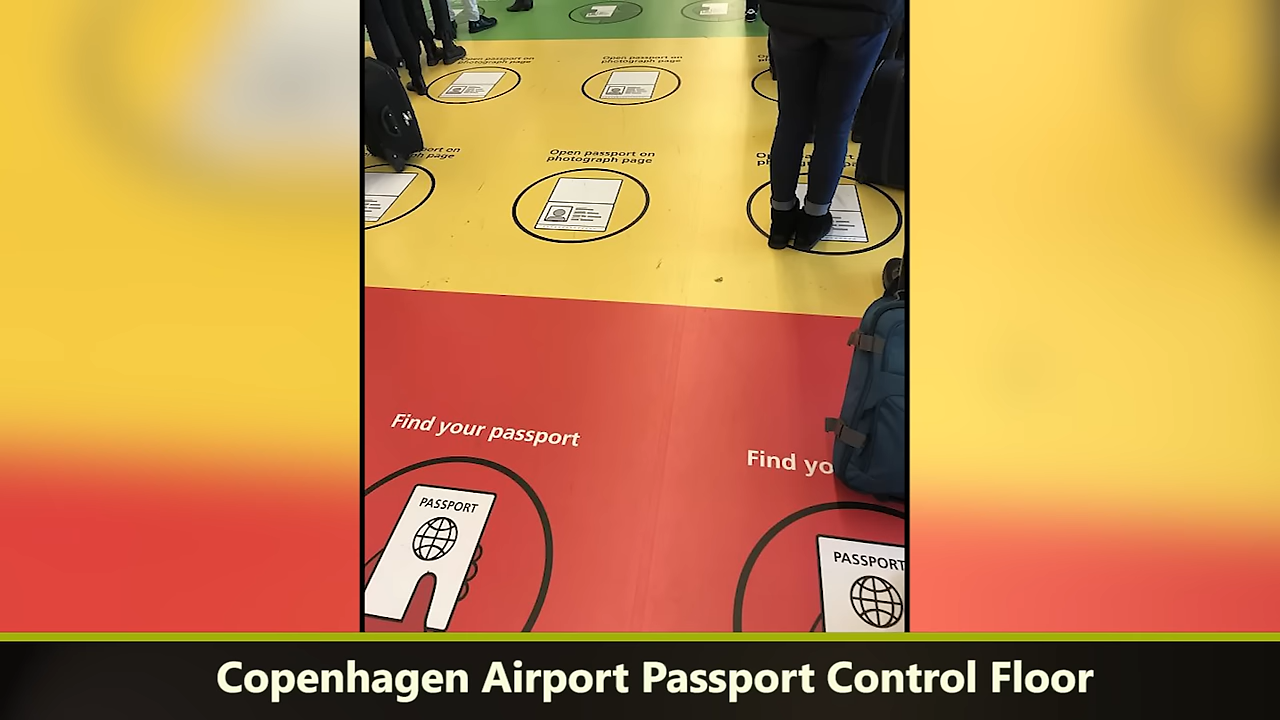 Open passport on
photograph page
Open passport on
photograph page
Open passport on
photograph page
Find your passport
Find yo
PASSPORT
PASSPORT
Copenhagen Airport Passport Control Floor